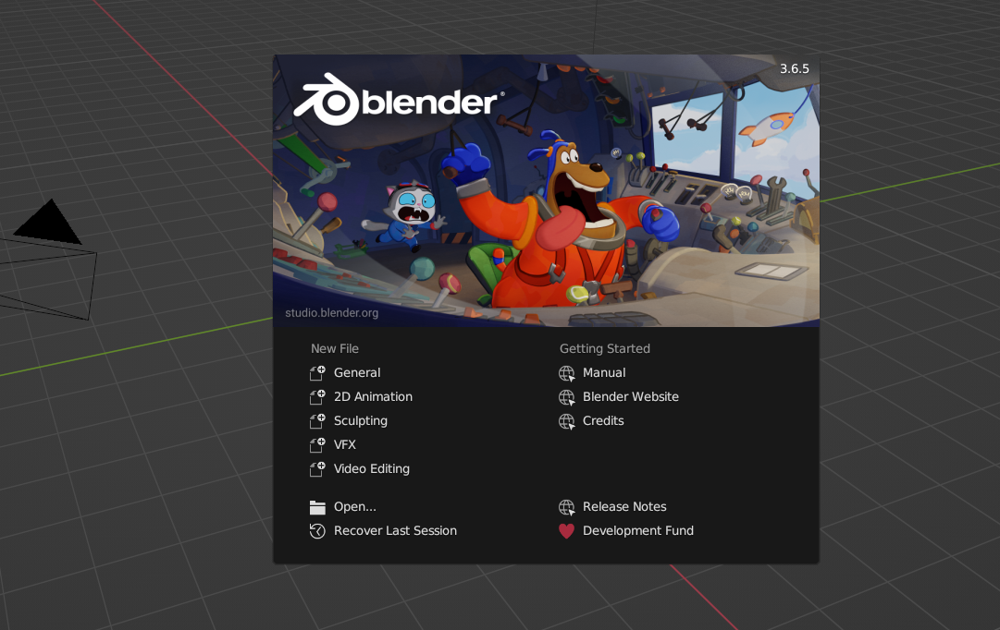 3.6.5
blender
studio.blender.org
New File
General
2D Animation
Sculpting
VFX
Video Editing
Open...
Recover Last Session
Getting Started
Manual
Blender Website
Credits
Release Notes
Development Fund